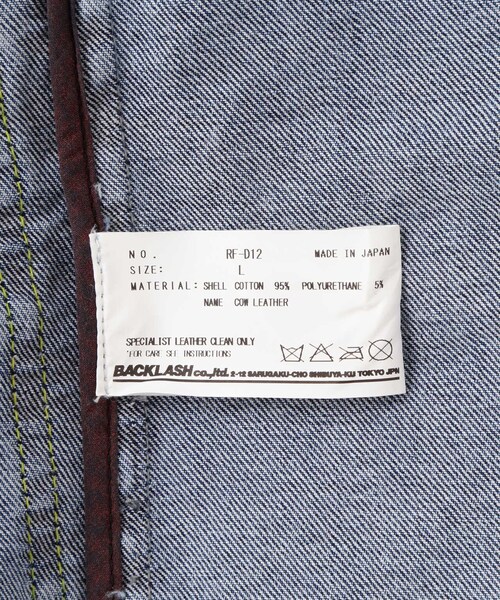 NO. RF-D12 MADE IN JAPAN
SIZE: L
MATERIAL: SHELL COTTON 95% POLYURETHANE 5%
NAME COW LEATHER
SPECIALIST LEATHER CLEAN ONLY
*FOR CARE SEE INSTRUCTIONS
BACKLASH co.,ltd. 2-12 SARUGAKU-CHO SHIBUYA-KU TOKYO JPN